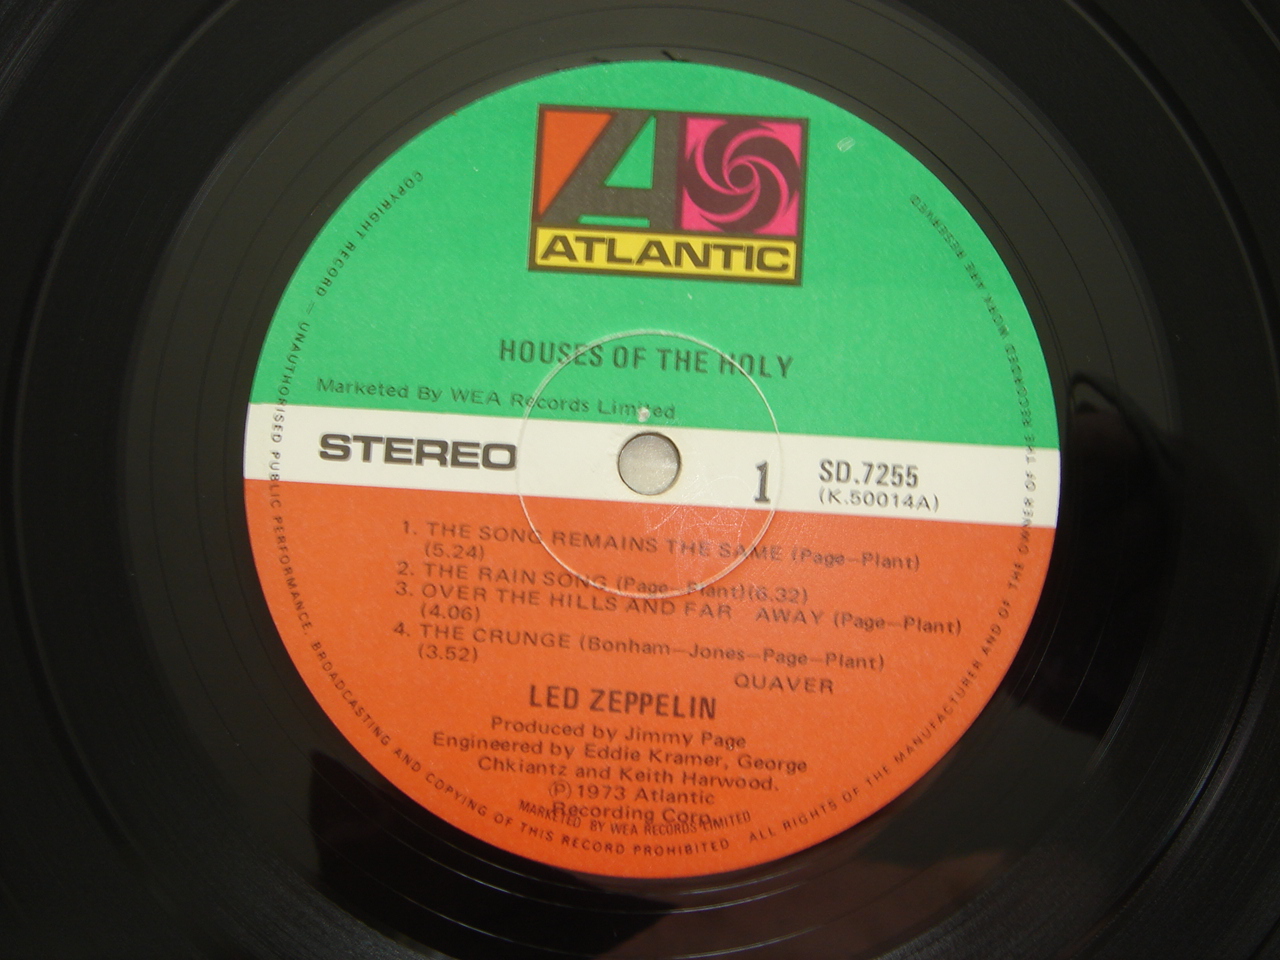 ATLANTIC
HOUSES OF THE HOLY
Marketed By WEA Records Limited
STEREO
1
SD.7255
(K.50014A)
1. THE SONG REMAINS THE SAME (Page—Plant)
(5.24)
2. THE RAIN SONG (Page—Plant)(6.32)
3. OVER THE HILLS AND FAR AWAY (Page—Plant)
(4.06)
4. THE CRUNGE (Bonham—Jones—Page—Plant)
(3.52)
QUAVER
LED ZEPPELIN
Produced by Jimmy Page
Engineered by Eddie Kramer, George
Chkiantz and Keith Harwood.
Ⓟ1973 Atlantic
Recording Corp.
MARKETED BY WEA RECORDS LIMITED
COPYRIGHT RECORD — UNAUTHORISED PUBLIC PERFORMANCE, BROADCASTING AND COPYING OF THIS RECORD PROHIBITED ALL RIGHTS OF THE MANUFACTURER AND OF THE OWNER OF THE RECORDED WORK ARE RESERVED